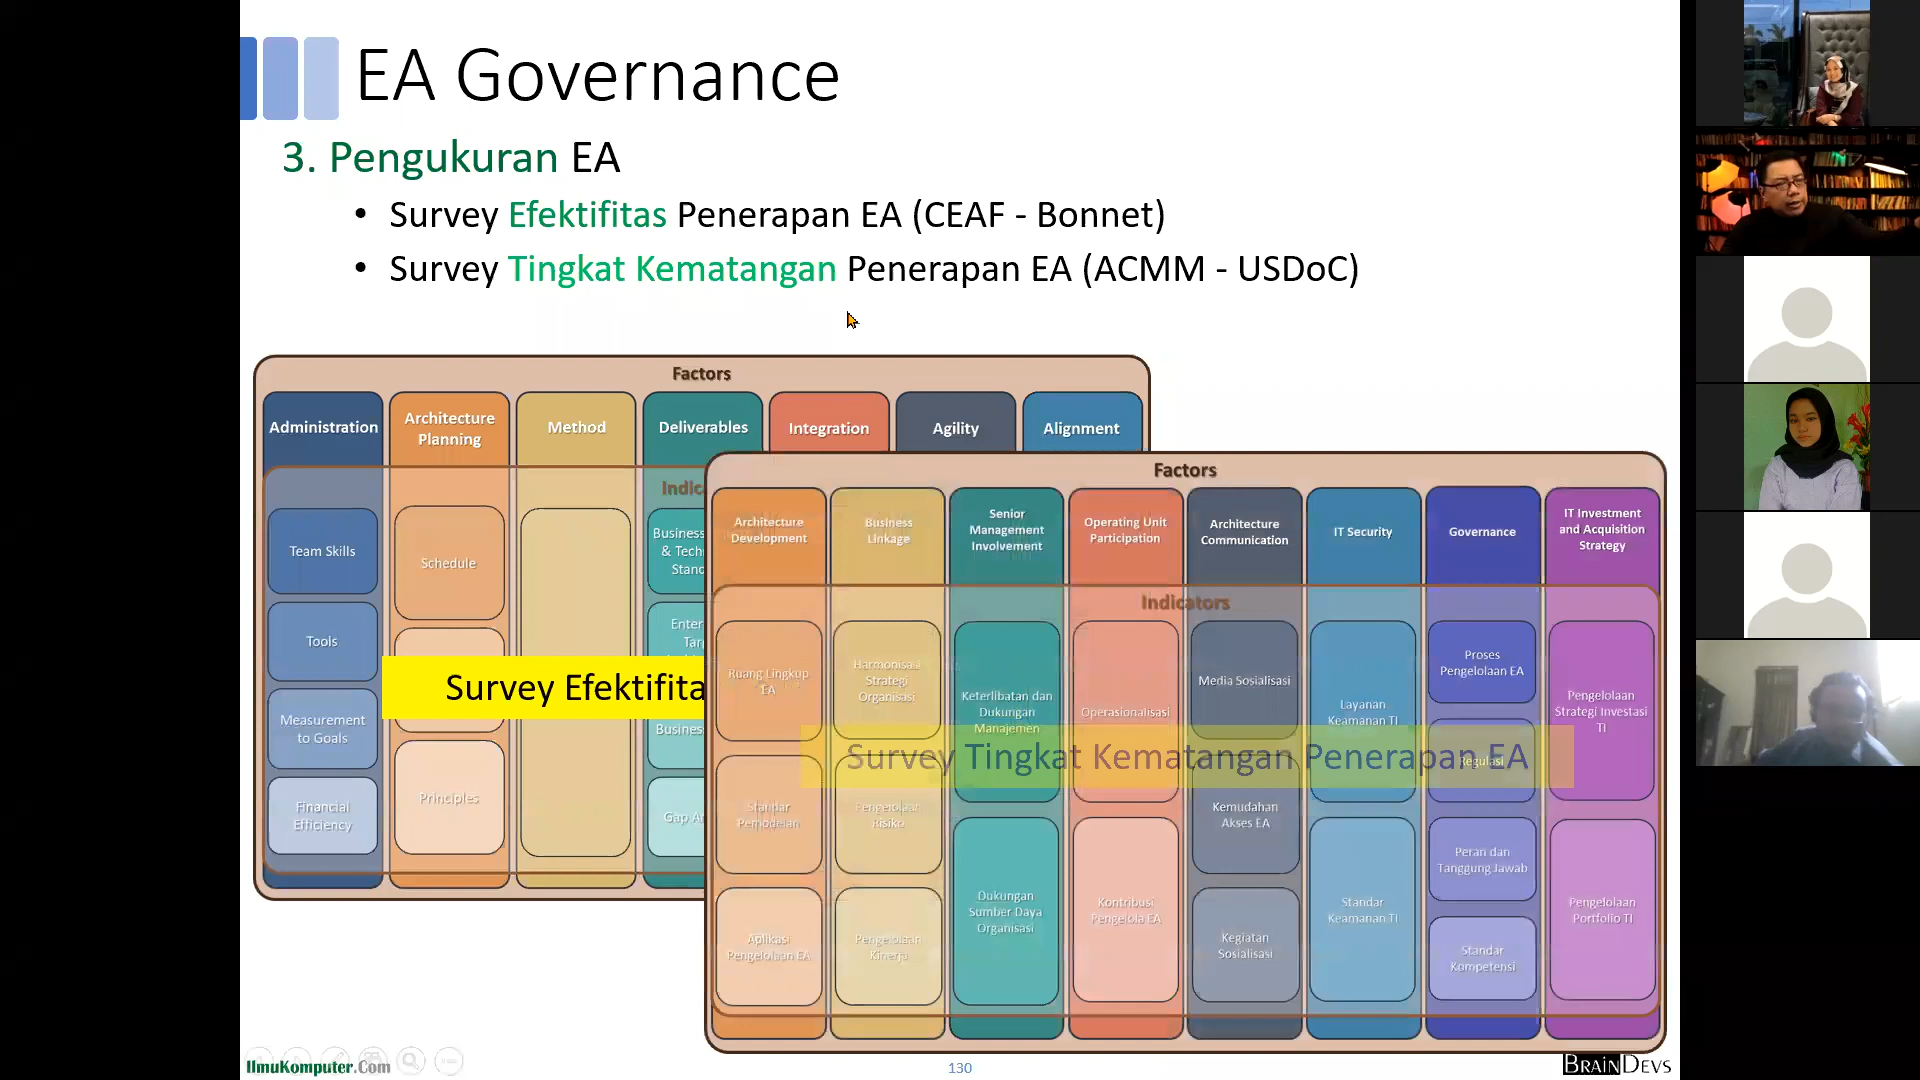 EA Governance
3. Pengukuran EA
• Survey Efektifitas Penerapan EA (CEAF - Bonnet)
• Survey Tingkat Kematangan Penerapan EA (ACMM - USDoC)
Factors
Administration
Architecture
Planning
Method
Deliverables
Integration
Agility
Alignment
Indic
Team Skills
Tools
Measurement
to Goals
Financial
Efficiency
Schedule
Principles
Business
& Tech
Stand
Enter
Tar
Business
Gap An
Survey Efektifita
Factors
Architecture
Development
Business
Linkage
Senior
Management
Involvement
Operating Unit
Participation
Architecture
Communication
IT Security
Governance
IT Investment
and Acquisition
Strategy
Indicators
Ruang Lingkup
EA
Standar
Pemodelan
Aplikasi
Pengelolaan EA
Harmonisasi
Strategi
Organisasi
Pengelolaan
Risiko
Pengelolaan
Kinerja
Keterlibatan dan
Dukungan
Manajemen
Dukungan
Sumber Daya
Organisasi
Operasionalisasi
Kontribusi
Pengelola EA
Media Sosialisasi
Kemudahan
Akses EA
Kegiatan
Sosialisasi
Layanan
Keamanan TI
Standar
Keamanan TI
Proses
Pengelolaan EA
Regulasi
Peran dan
Tanggung Jawab
Standar
Kompetensi
Pengelolaan
Strategi Investasi
TI
Pengelolaan
Portfolio TI
Survey Tingkat Kematangan Penerapan EA
IlmuKomputer.Com
130
BRAINDEVS